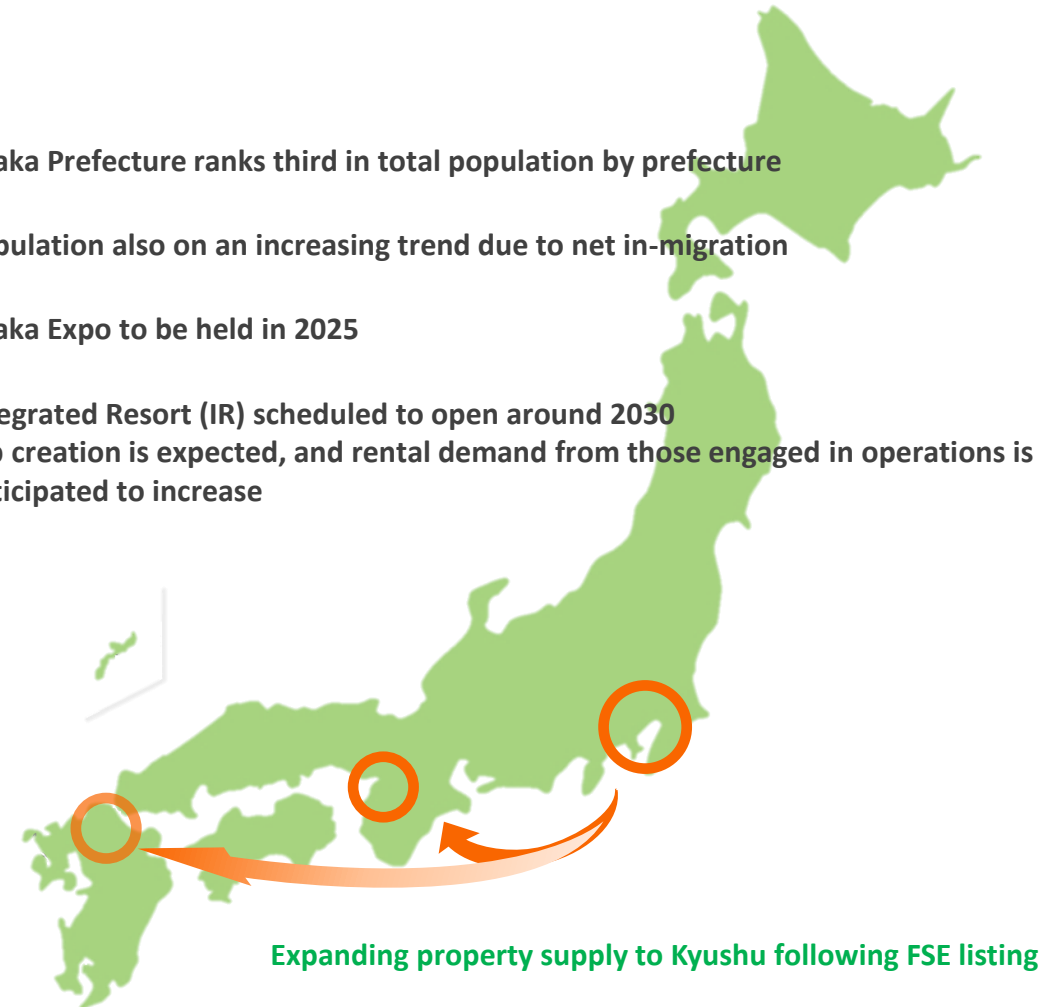 aka Prefecture ranks third in total population by prefecture
pulation also on an increasing trend due to net in-migration
aka Expo to be held in 2025
egrated Resort (IR) scheduled to open around 2030
creation is expected, and rental demand from those engaged in operations is
ticipated to increase
Expanding property supply to Kyushu following FSE listing